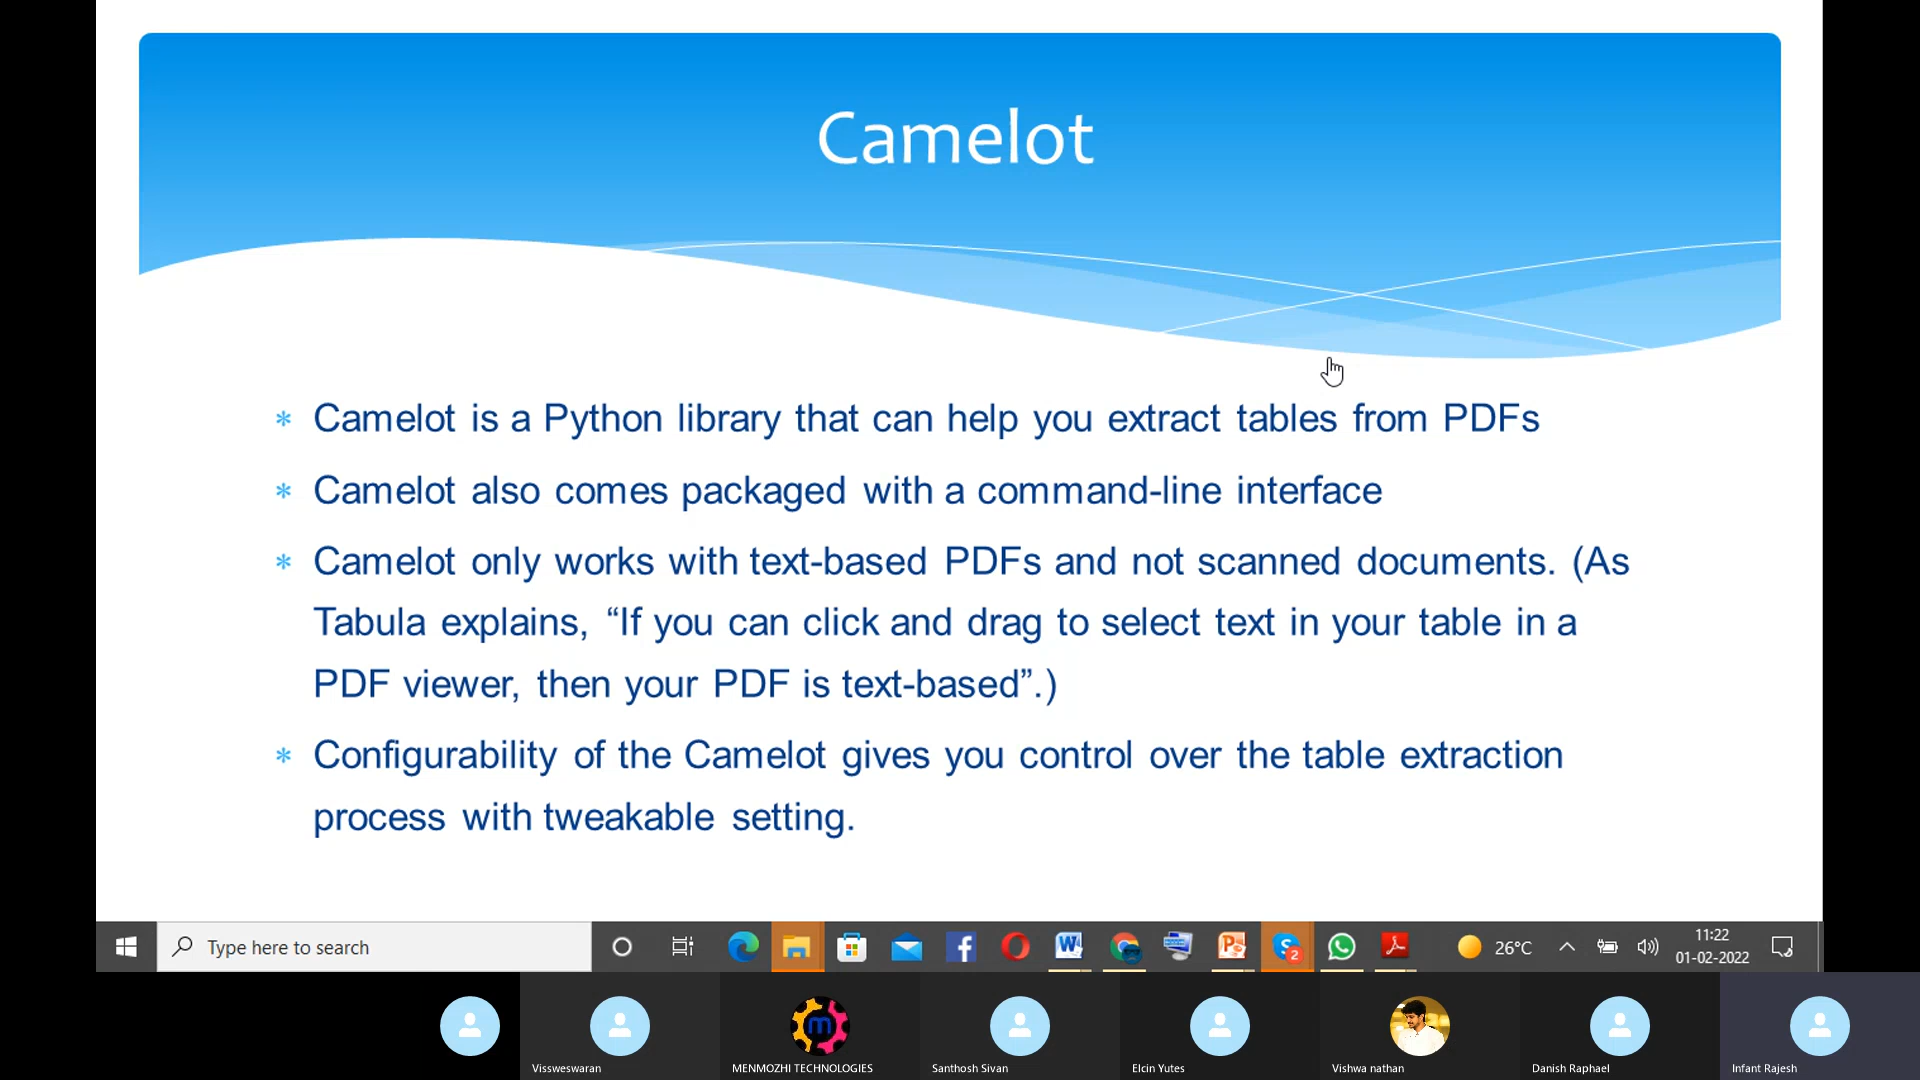 Camelot
* Camelot is a Python library that can help you extract tables from PDFs
* Camelot also comes packaged with a command-line interface
* Camelot only works with text-based PDFs and not scanned documents. (As
Tabula explains, “If you can click and drag to select text in your table in a
PDF viewer, then your PDF is text-based”.)
* Configurability of the Camelot gives you control over the table extraction
process with tweakable setting.
Type here to search
2
26°C
11:22
01-02-2022
Vissweswaran
MENMOZHI TECHNOLOGIES
Santhosh Sivan
Elcin Yutes
Vishwa nathan
Danish Raphael
Infant Rajesh